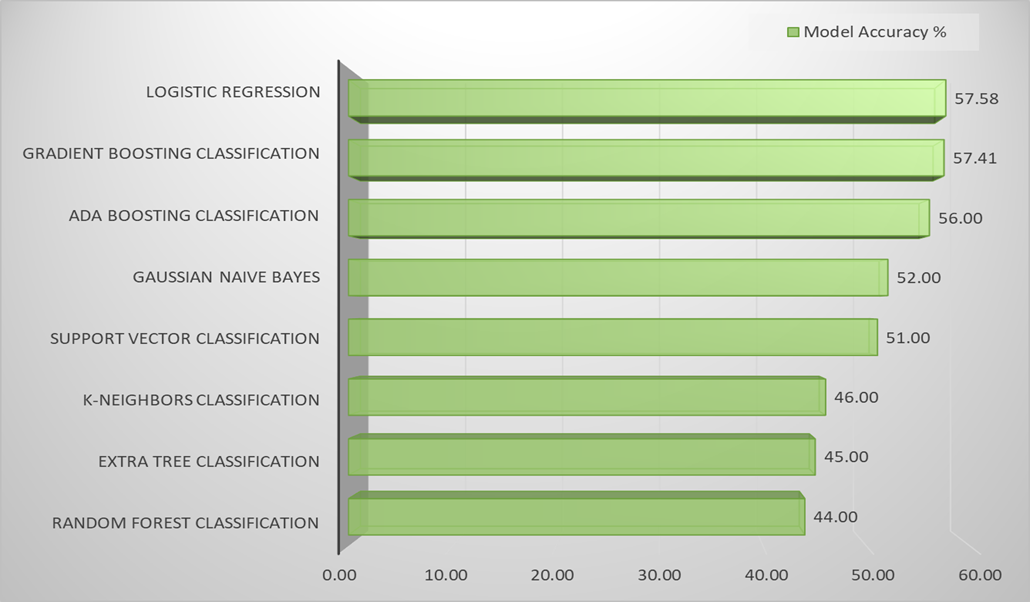 Model Accuracy %
LOGISTIC REGRESSION
57.58
GRADIENT BOOSTING CLASSIFICATION
57.41
ADA BOOSTING CLASSIFICATION
56.00
GAUSSIAN NAIVE BAYES
52.00
SUPPORT VECTOR CLASSIFICATION
51.00
K-NEIGHBORS CLASSIFICATION
46.00
EXTRA TREE CLASSIFICATION
45.00
RANDOM FOREST CLASSIFICATION
44.00
0.00 10.00 20.00 30.00 40.00 50.00 60.00